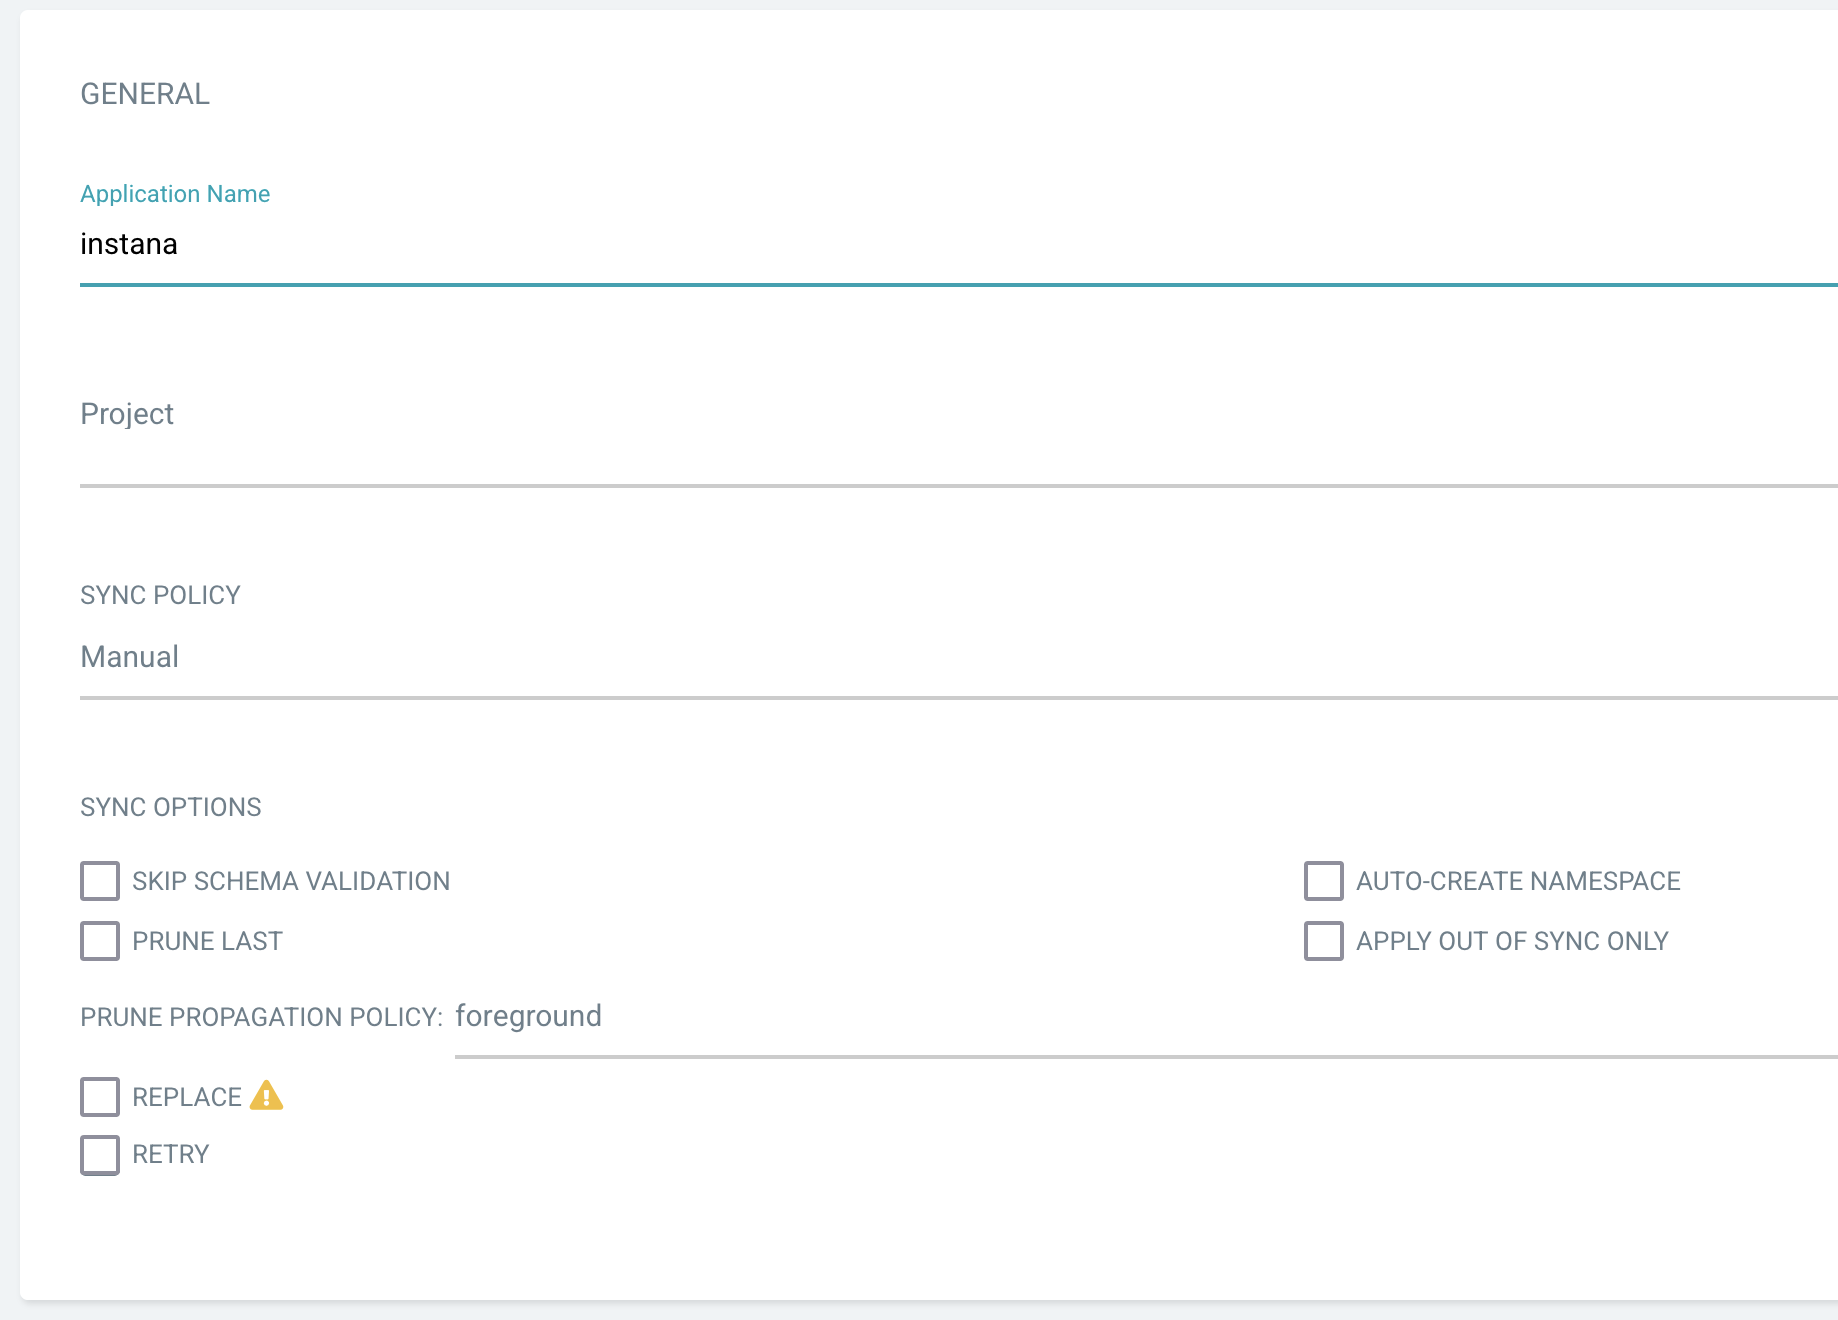 GENERAL
Application Name
instana
Project
SYNC POLICY
Manual
SYNC OPTIONS
SKIP SCHEMA VALIDATION AUTO-CREATE NAMESPACE
PRUNE LAST APPLY OUT OF SYNC ONLY
PRUNE PROPAGATION POLICY: foreground
REPLACE
RETRY